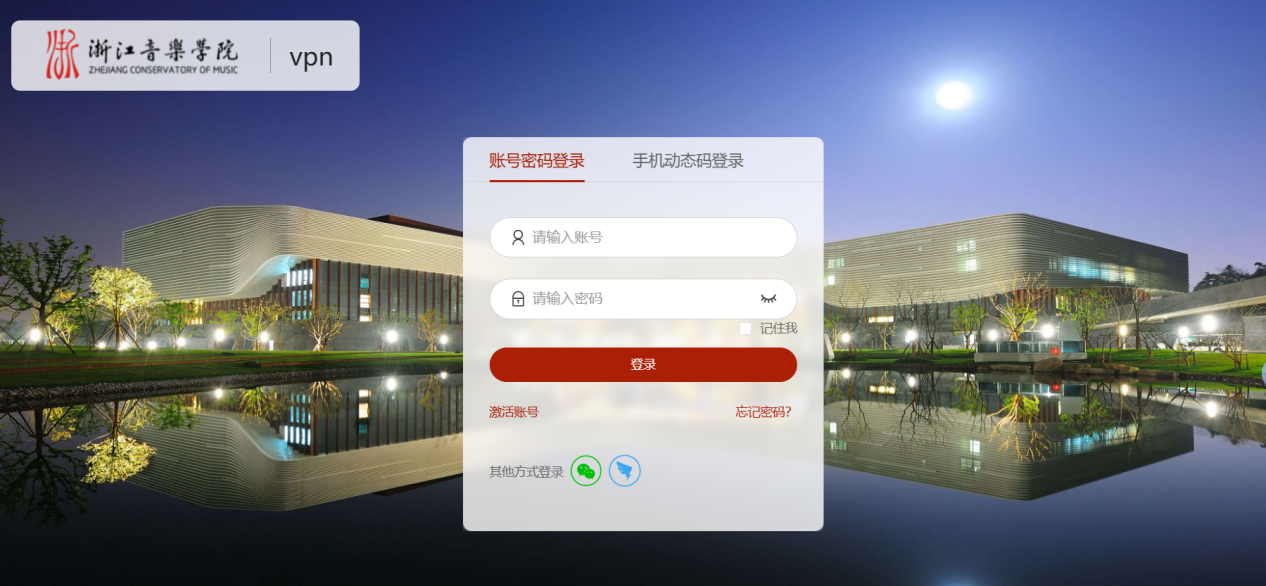 浙江音樂学院
ZHEJIANG CONSERVATORY OF MUSIC
vpn
账号密码登录
手机动态码登录
请输入账号
请输入密码
记住我
登录
激活账号
忘记密码?
其他方式登录